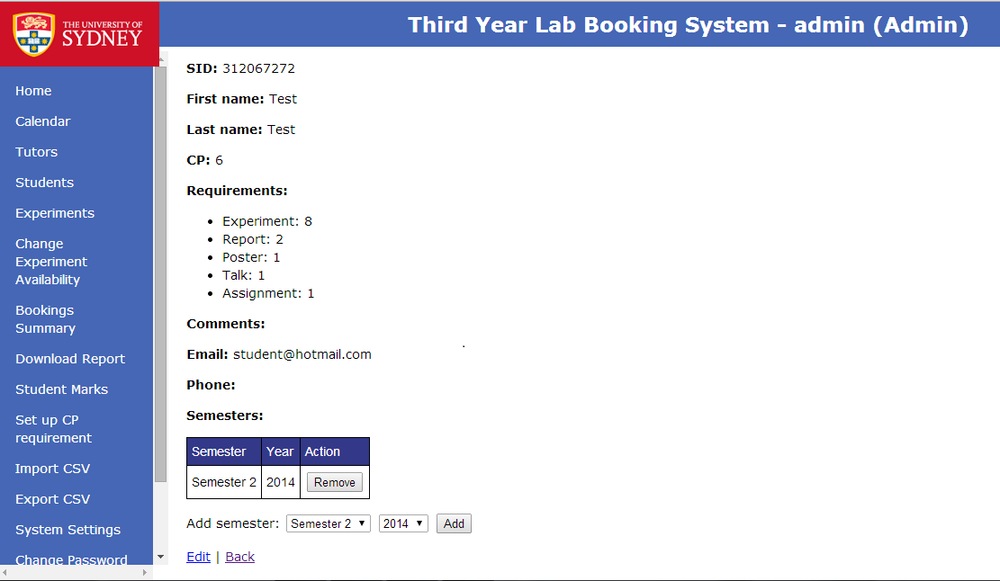 THE UNIVERSITY OF
SYDNEY
Third Year Lab Booking System - admin (Admin)
Home
Calendar
Tutors
Students
Experiments
Change
Experiment
Availability
Bookings
Summary
Download Report
Student Marks
Set up CP
requirement
Import CSV
Export CSV
System Settings
Change Password
SID: 312067272
First name: Test
Last name: Test
CP: 6
Requirements:
• Experiment: 8
• Report: 2
• Poster: 1
• Talk: 1
• Assignment: 1
Comments:
Email: student@hotmail.com
Phone:
Semesters:
Semester Year Action
Semester 2 2014 Remove
Add semester: Semester 2 2014 Add
Edit | Back